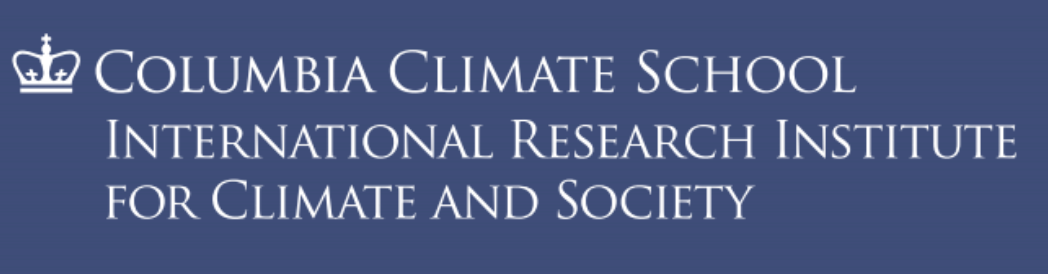 COLUMBIA CLIMATE SCHOOL
INTERNATIONAL RESEARCH INSTITUTE
FOR CLIMATE AND SOCIETY